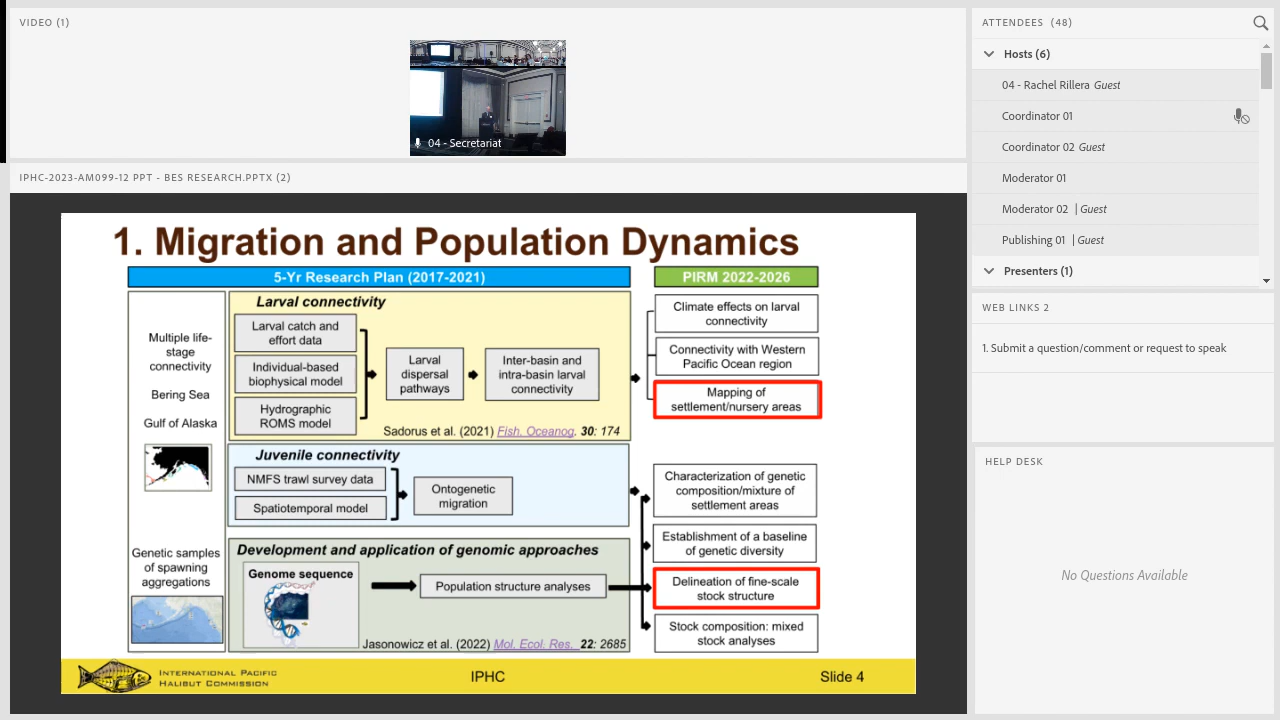 VIDEO (1)
04 - Secretariat
IPHC-2023-AM099-12 PPT - BES RESEARCH.PPTX (2)
1. Migration and Population Dynamics
5-Yr Research Plan (2017-2021)
PIRM 2022-2026
Multiple life-
stage
connectivity
Bering Sea
Gulf of Alaska
Genetic samples
of spawning
aggregations
Larval connectivity
Larval catch and
effort data
Individual-based
biophysical model
Hydrographic
ROMS model
Larval
dispersal
pathways
Inter-basin and
intra-basin larval
connectivity
Sadorus et al. (2021) Fish. Oceanog. 30: 174
Juvenile connectivity
NMFS trawl survey data
Spatiotemporal model
Ontogenetic
migration
Development and application of genomic approaches
Genome sequence
Population structure analyses
Jasonowicz et al. (2022) Mol. Ecol. Res. 22: 2685
Climate effects on larval
connectivity
Connectivity with Western
Pacific Ocean region
Mapping of
settlement/nursery areas
Characterization of genetic
composition/mixture of
settlement areas
Establishment of a baseline
of genetic diversity
Delineation of fine-scale
stock structure
Stock composition: mixed
stock analyses
INTERNATIONAL PACIFIC
HALIBUT COMMISSION
IPHC
Slide 4
ATTENDEES (48)
Hosts (6)
04 - Rachel Rillera Guest
Coordinator 01
Coordinator 02 Guest
Moderator 01
Moderator 02 | Guest
Publishing 01 | Guest
Presenters (1)
WEB LINKS 2
1. Submit a question/comment or request to speak
HELP DESK
No Questions Available